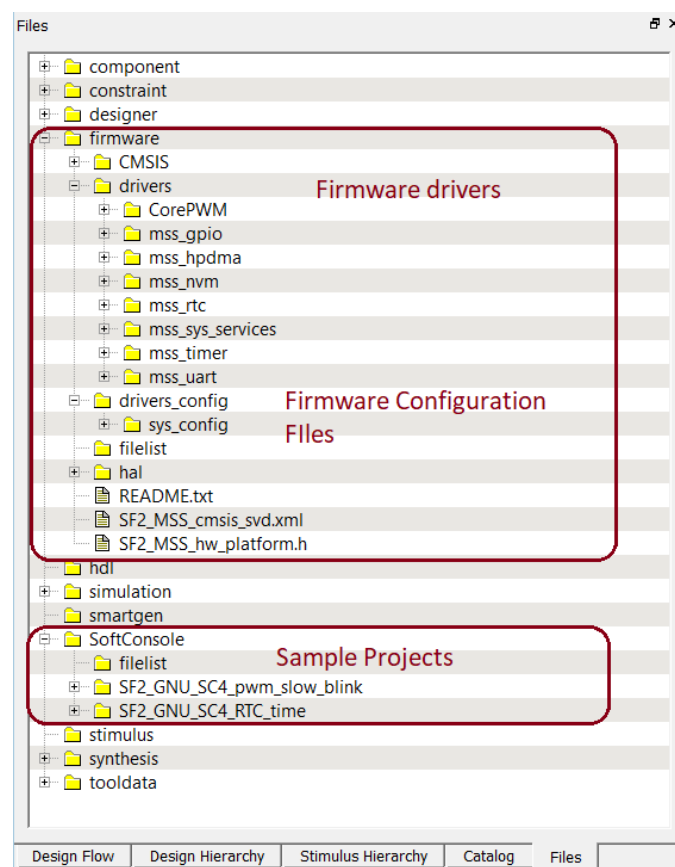 Files
component
constraint
designer
firmware
CMSIS
drivers
Firmware drivers
CorePWM
mss_gpio
mss_hpdma
mss_nvm
mss_rtc
mss_sys_services
mss_timer
mss_uart
drivers_config
Firmware Configuration
FIles
sys_config
filelist
hal
README.txt
SF2_MSS_cmsis_svd.xml
SF2_MSS_hw_platform.h
hdl
simulation
smartgen
SoftConsole
filelist
Sample Projects
SF2_GNU_SC4_pwm_slow_blink
SF2_GNU_SC4_RTC_time
stimulus
synthesis
tooldata
Design Flow Design Hierarchy Stimulus Hierarchy Catalog Files